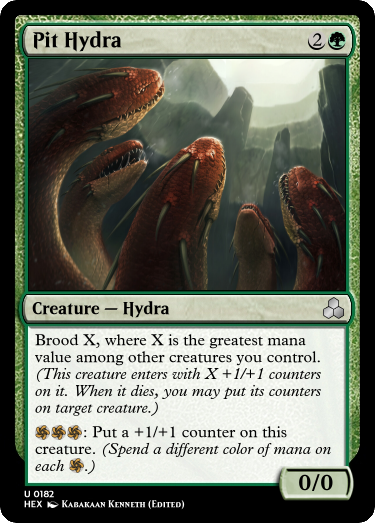 Pit Hydra 2
Creature — Hydra
Brood X, where X is the greatest mana
value among other creatures you control.
(This creature enters with X +1/+1 counters
on it. When it dies, you may put its counters
on target creature.)
: Put a +1/+1 counter on this
creature. (Spend a different color of mana on
each .)
0/0
U 0182
HEX Kabakaan Kenneth (Edited)